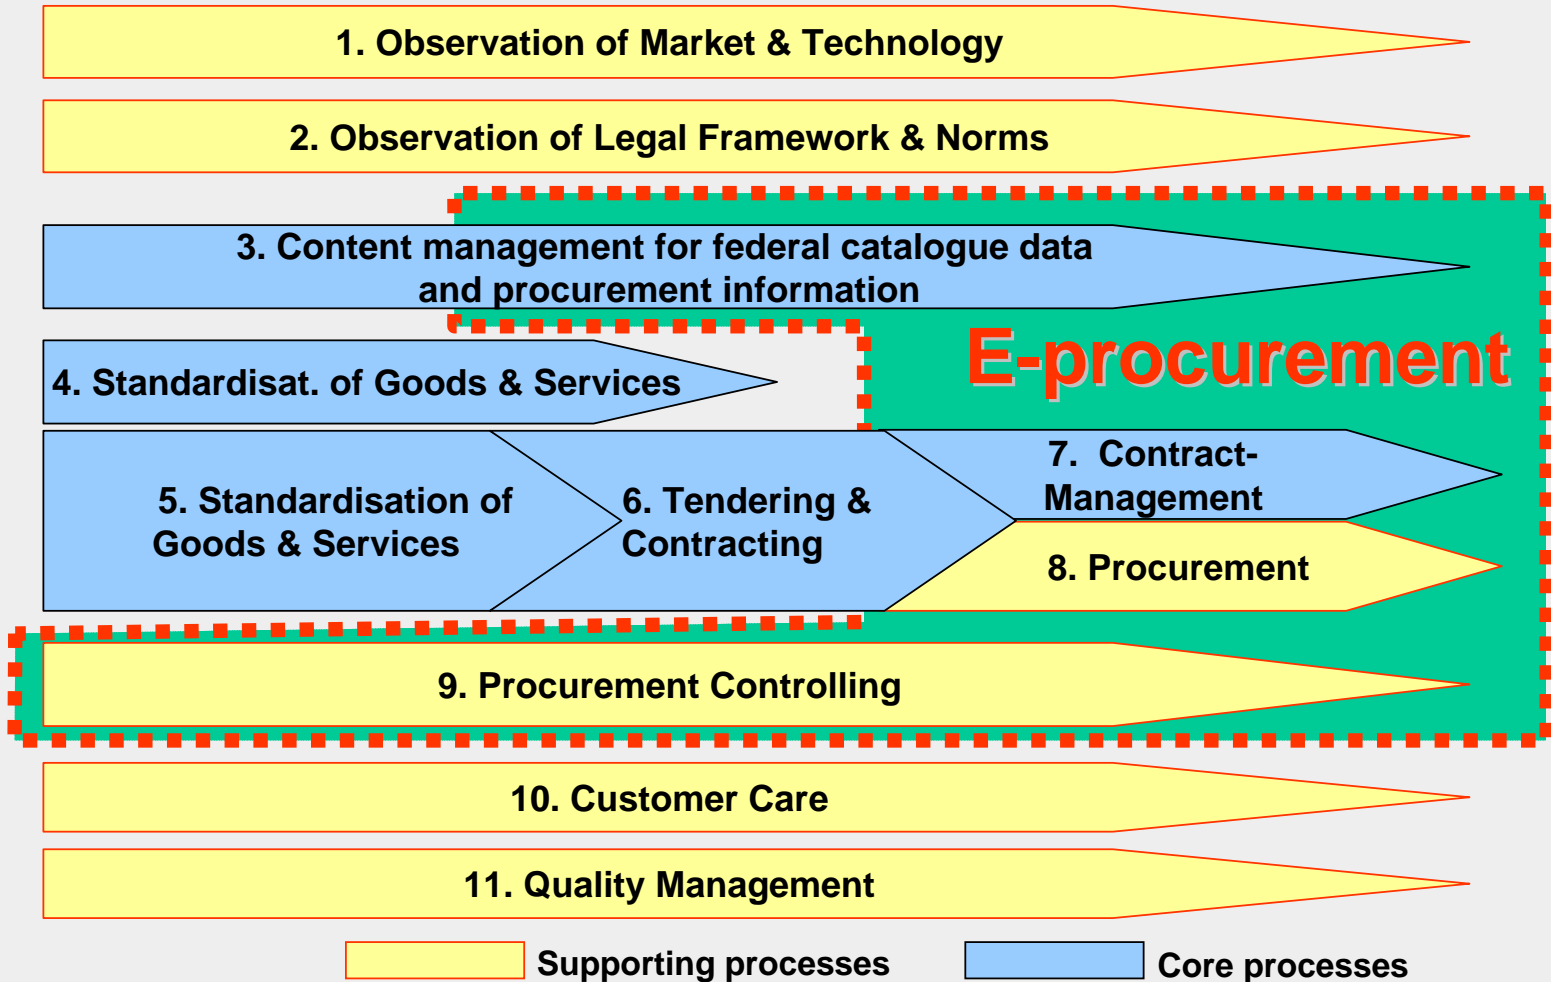 1. Observation of Market & Technology
2. Observation of Legal Framework & Norms
3. Content management for federal catalogue data
and procurement information
E-procurement
4. Standardisat. of Goods & Services
5. Standardisation of
Goods & Services
6. Tendering &
Contracting
7. Contract-
Management
8. Procurement
9. Procurement Controlling
10. Customer Care
11. Quality Management
Supporting processes
Core processes